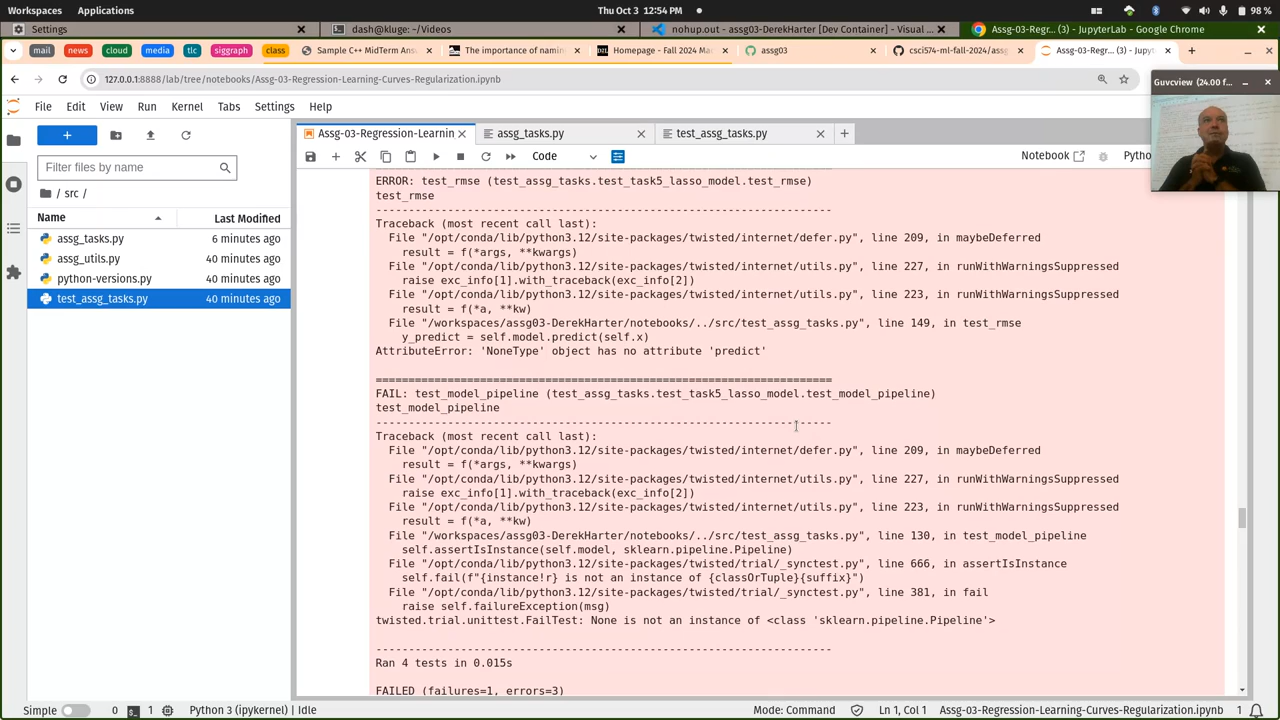 Workspaces Applications Thu Oct 3 12:54 PM 98 %
Settings dash@kluge: ~/Videos nohup.out - assg03-DerekHarter [Dev Container] - Visual ... Assg-03-Regr... (3) - JupyterLab - Google Chrome
mail news cloud media tlc siggraph class Sample C++ MidTerm An The importance of namin Homepage - Fall 2024 Ma assg03 csci574-ml-fall-2024/ass Assg-03-Regr... (3) - Jupyt
127.0.0.1:8888/lab/tree/notebooks/Assg-03-Regression-Learning-Curves-Regularization.ipynb
Guvcview (24.00 f...
File Edit View Run Kernel Tabs Settings Help
+ Assg-03-Regression-Learnin assg_tasks.py test_assg_tasks.py
Filter files by name
Code Notebook Pytho
/ src /
Name Last Modified
assg_tasks.py 6 minutes ago
assg_utils.py 40 minutes ago
python-versions.py 40 minutes ago
test_assg_tasks.py 40 minutes ago
ERROR: test_rmse (test_assg_tasks.test_task5_lasso_model.test_rmse)
test_rmse
----------------------------------------------------------------------
Traceback (most recent call last):
File "/opt/conda/lib/python3.12/site-packages/twisted/internet/defer.py", line 209, in maybeDeferred
result = f(*args, **kwargs)
File "/opt/conda/lib/python3.12/site-packages/twisted/internet/utils.py", line 227, in runWithWarningsSuppressed
raise exc_info[1].with_traceback(exc_info[2])
File "/opt/conda/lib/python3.12/site-packages/twisted/internet/utils.py", line 223, in runWithWarningsSuppressed
result = f(*a, **kw)
File "/workspaces/assg03-DerekHarter/notebooks/../src/test_assg_tasks.py", line 149, in test_rmse
y_predict = self.model.predict(self.x)
AttributeError: 'NoneType' object has no attribute 'predict'
======================================================================
FAIL: test_model_pipeline (test_assg_tasks.test_task5_lasso_model.test_model_pipeline)
test_model_pipeline
----------------------------------------------------------------------
Traceback (most recent call last):
File "/opt/conda/lib/python3.12/site-packages/twisted/internet/defer.py", line 209, in maybeDeferred
result = f(*args, **kwargs)
File "/opt/conda/lib/python3.12/site-packages/twisted/internet/utils.py", line 227, in runWithWarningsSuppressed
raise exc_info[1].with_traceback(exc_info[2])
File "/opt/conda/lib/python3.12/site-packages/twisted/internet/utils.py", line 223, in runWithWarningsSuppressed
result = f(*a, **kw)
File "/workspaces/assg03-DerekHarter/notebooks/../src/test_assg_tasks.py", line 130, in test_model_pipeline
self.assertIsInstance(self.model, sklearn.pipeline.Pipeline)
File "/opt/conda/lib/python3.12/site-packages/twisted/trial/_synctest.py", line 666, in assertIsInstance
self.fail(f"{instance!r} is not an instance of {classOrTuple}{suffix}")
File "/opt/conda/lib/python3.12/site-packages/twisted/trial/_synctest.py", line 381, in fail
raise self.failureException(msg)
twisted.trial.unittest.FailTest: None is not an instance of <class 'sklearn.pipeline.Pipeline'>
----------------------------------------------------------------------
Ran 4 tests in 0.015s
FAILED (failures=1, errors=3)
Simple 0 1 Python 3 (ipykernel) | Idle Mode: Command Ln 1, Col 1 Assg-03-Regression-Learning-Curves-Regularization.ipynb 1